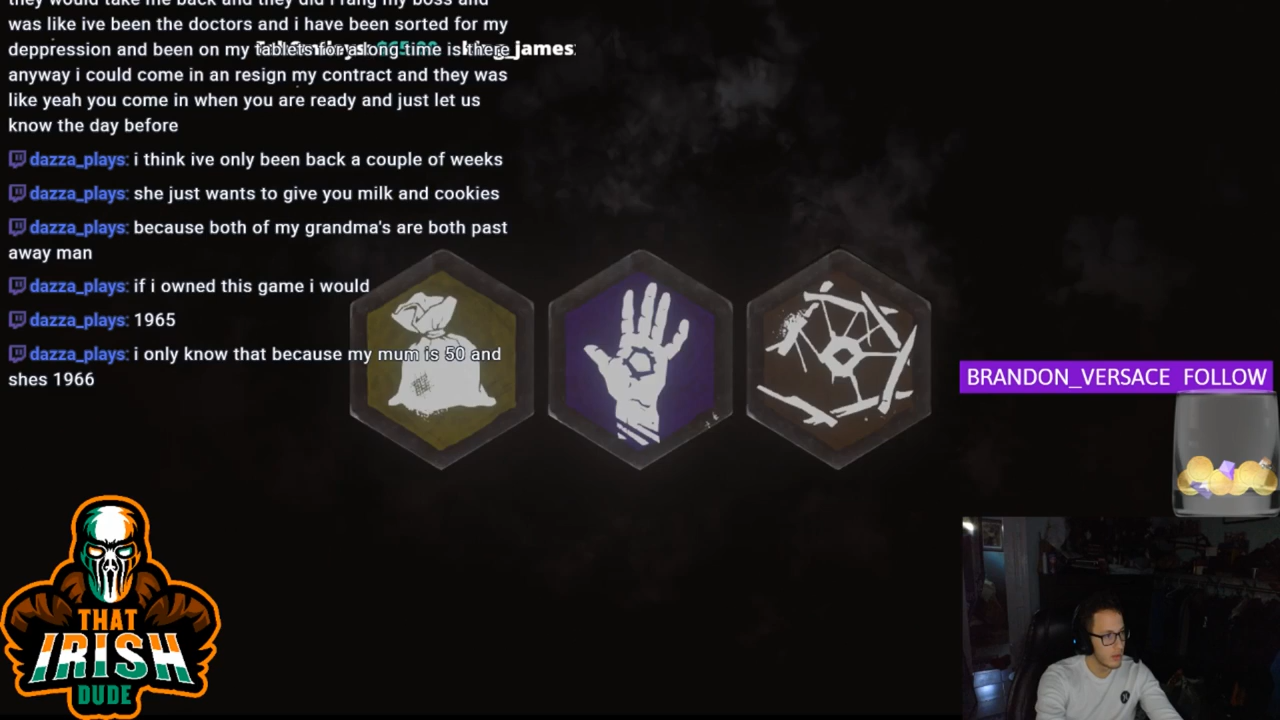 they would take me back and they did i rang my boss and
was like ive been the doctors and i have been sorted for my
deppression and been on my tablets for along time is there
anyway i could come in an resign my contract and they was
like yeah you come in when you are ready and just let us
know the day before
dazza_plays: i think ive only been back a couple of weeks
dazza_plays: she just wants to give you milk and cookies
dazza_plays: because both of my grandma's are both past
away man
dazza_plays: if i owned this game i would
dazza_plays: 1965
dazza_plays: i only know that because my mum is 50 and
shes 1966
BRANDON_VERSACE FOLLOW
THAT
IRISH
DUDE